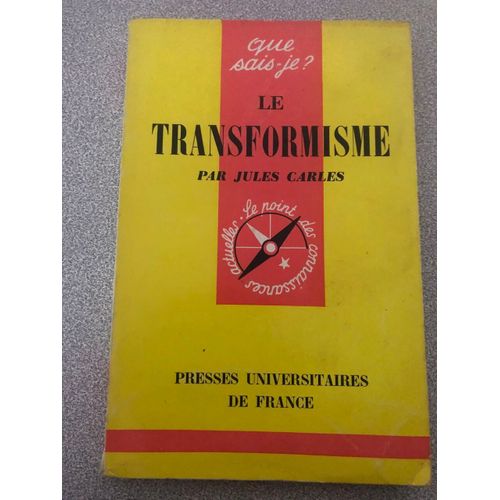 que
sais-je?
LE
TRANSFORMISME
PAR JULES CARLES
Le point des connaissances actuelles.
PRESSES UNIVERSITAIRES
DE FRANCE